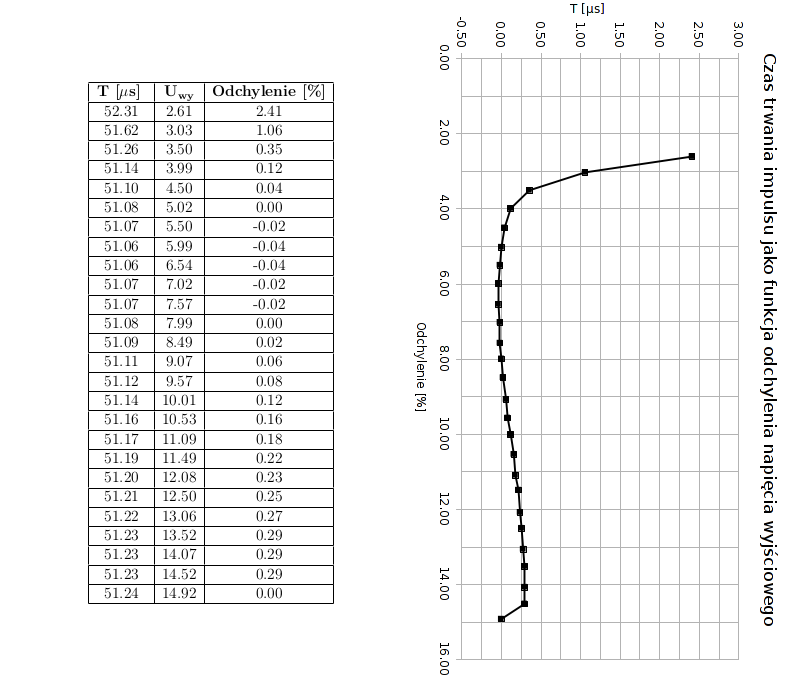 T [μs] U_wy Odchylenie [%]
52.31 2.61 2.41
51.62 3.03 1.06
51.26 3.50 0.35
51.14 3.99 0.12
51.10 4.50 0.04
51.08 5.02 0.00
51.07 5.50 -0.02
51.06 5.99 -0.04
51.06 6.54 -0.04
51.07 7.02 -0.02
51.07 7.57 -0.02
51.08 7.99 0.00
51.09 8.49 0.02
51.11 9.07 0.06
51.12 9.57 0.08
51.14 10.01 0.12
51.16 10.53 0.16
51.17 11.09 0.18
51.19 11.49 0.22
51.20 12.08 0.23
51.21 12.50 0.25
51.22 13.06 0.27
51.23 13.52 0.29
51.23 14.07 0.29
51.23 14.52 0.29
51.24 14.92 0.00
Czas trwania impulsu jako funkcja odchylenia napięcia wyjściowego
T [μs]
3.00
2.50
2.00
1.50
1.00
0.50
0.00
-0.50
0.00 2.00 4.00 6.00 8.00 10.00 12.00 14.00 16.00
Odchylenie [%]